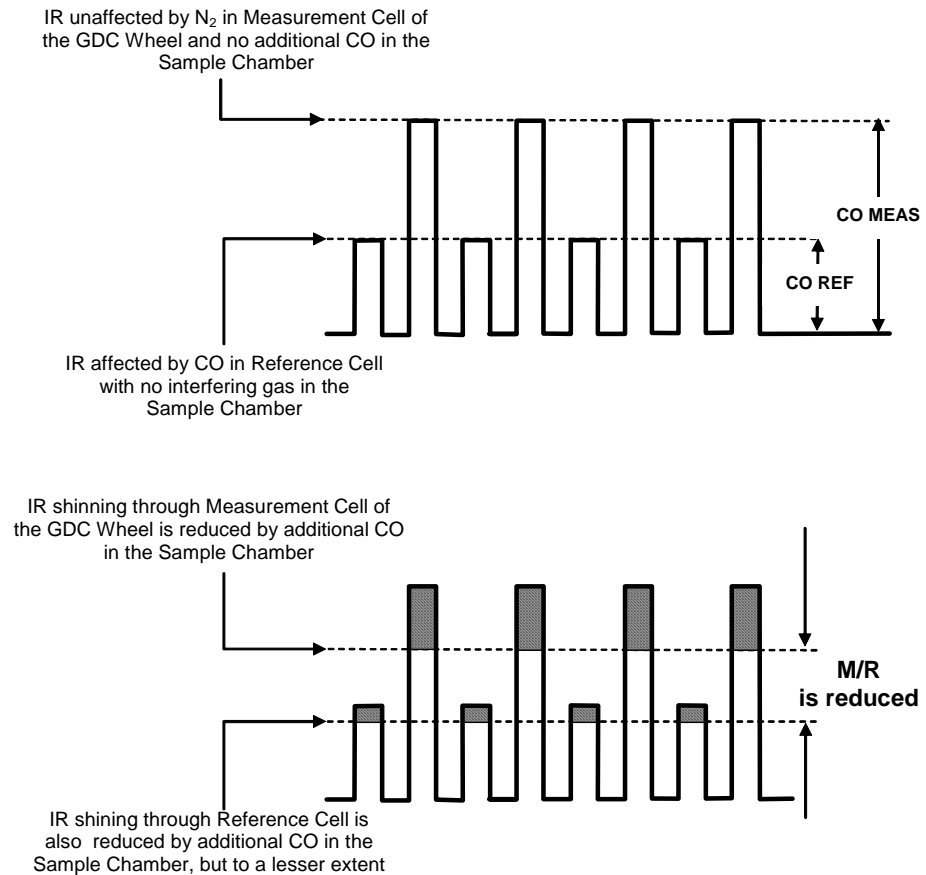 IR unaffected by N₂ in Measurement Cell of
the GDC Wheel and no additional CO in the
Sample Chamber
CO MEAS
CO REF
IR affected by CO in Reference Cell
with no interfering gas in the
Sample Chamber
IR shinning through Measurement Cell of
the GDC Wheel is reduced by additional CO
in the Sample Chamber
M/R
is reduced
IR shining through Reference Cell is
also reduced by additional CO in the
Sample Chamber, but to a lesser extent